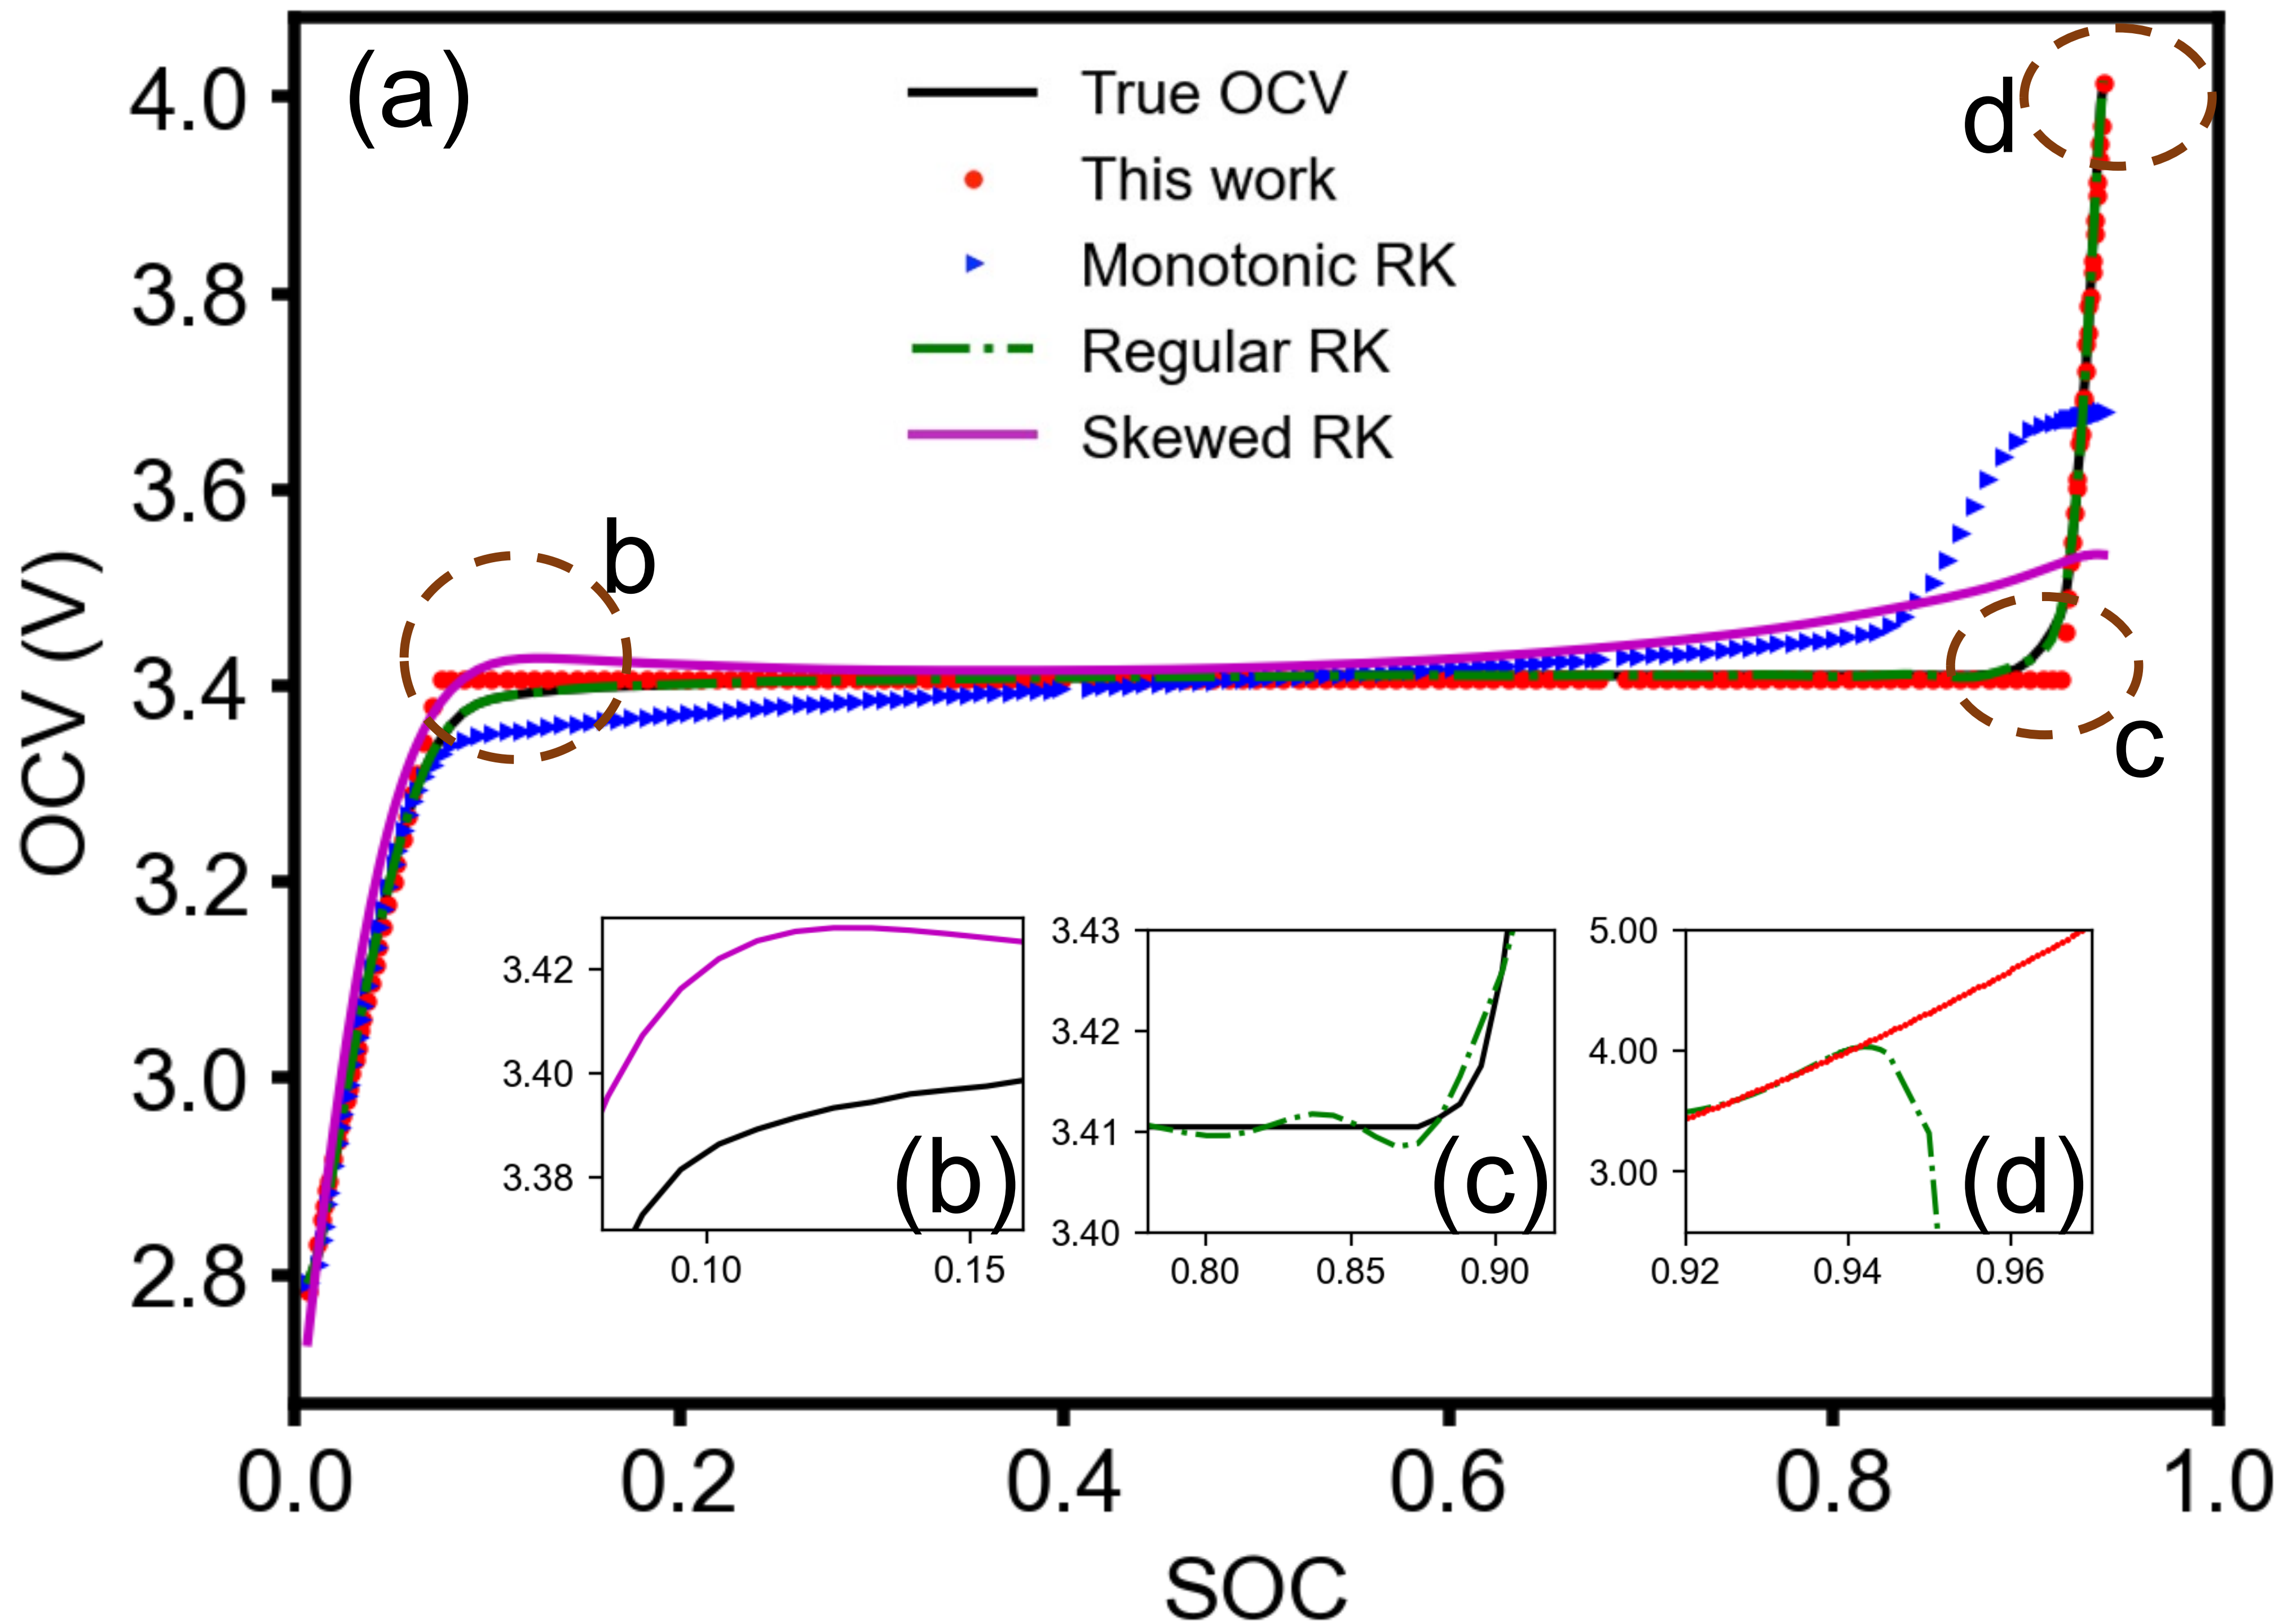 (a)
True OCV
This work
Monotonic RK
Regular RK
Skewed RK
4.0
3.8
3.6
3.4
3.2
3.0
2.8
OCV (V)
b
d
c
3.42
3.40
3.38
0.10
0.15
(b)
3.43
3.42
3.41
3.40
0.80
0.85
0.90
(c)
5.00
4.00
3.00
0.92
0.94
0.96
(d)
0.0
0.2
0.4
0.6
0.8
1.0
SOC